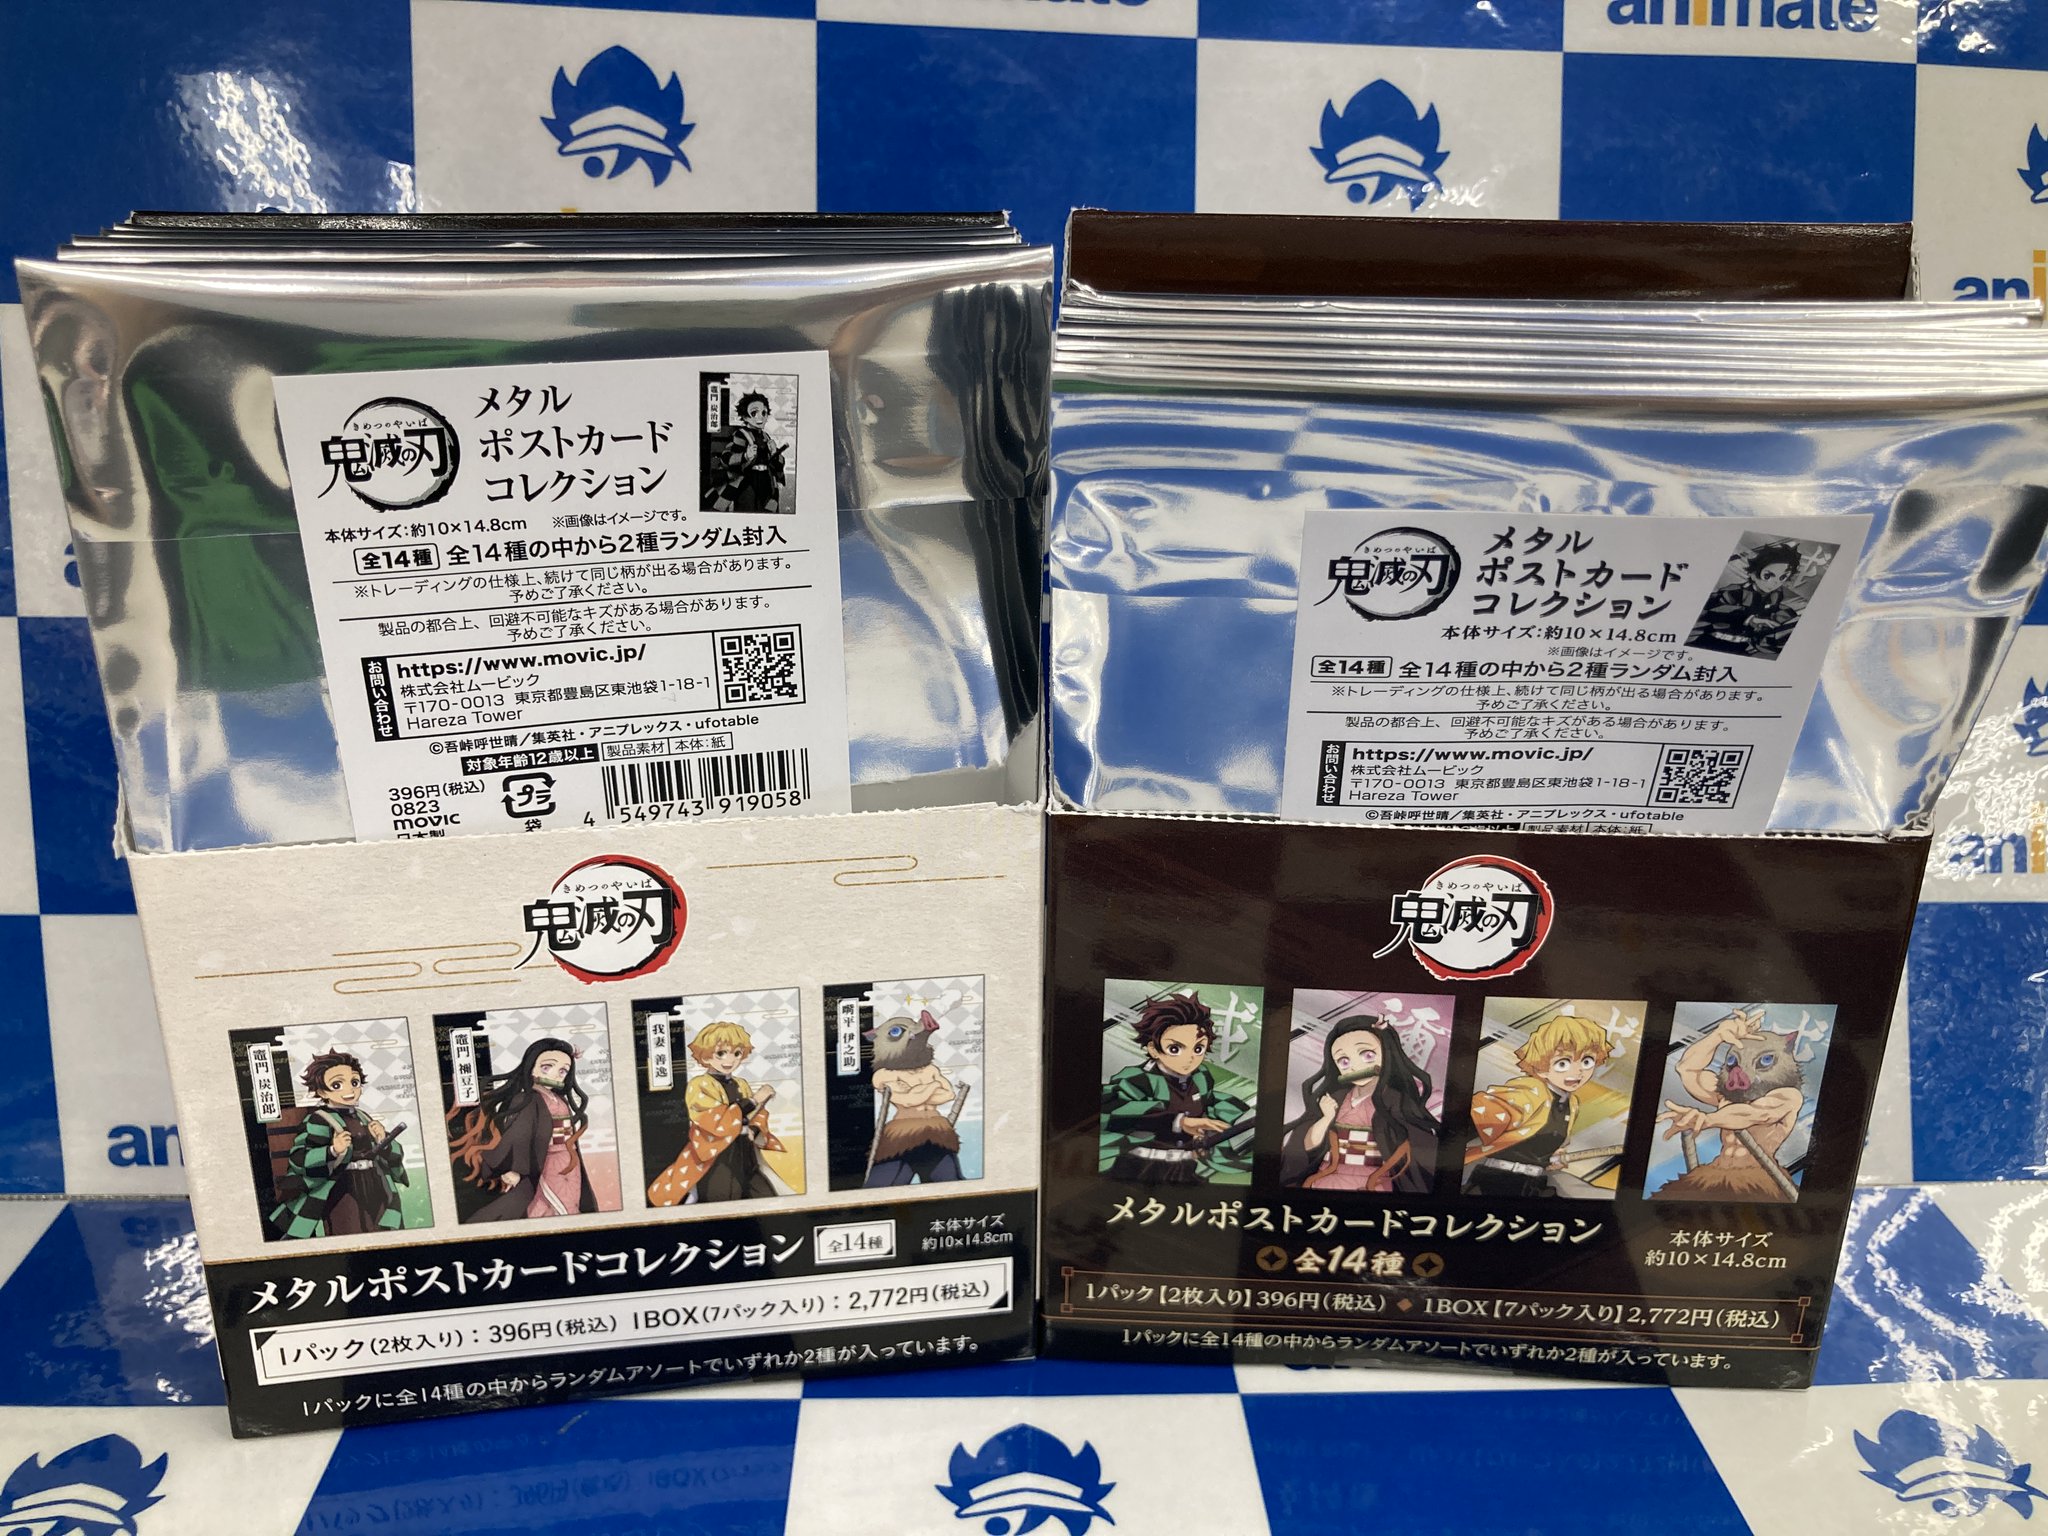 animate
animate
animate
メタル
ポストカード
コレクション
きめつのやいば
鬼滅の刃
竈門 炭治郎
本体サイズ:約10×14.8cm
※画像はイメージです。
全14種 全14種の中から2種ランダム封入
※トレーディングの仕様上、続けて同じ柄が出る場合があります。
予めご了承ください。
製品の都合上、回避不可能なキズがある場合があります。
予めご了承ください。
お問い合わせ
https://www.movic.jp/
株式会社ムービック
〒170-0013 東京都豊島区東池袋1-18-1
Hareza Tower
©吾峠呼世晴/集英社・アニプレックス・ufotable
対象年齢12歳以上 製品素材 本体:紙
396円(税込)
0823
movic
日本製
プラ
袋
4 549743 919058
メタル
ポストカード
コレクション
きめつのやいば
鬼滅の刃
本体サイズ:約10×14.8cm
※画像はイメージです。
全14種 全14種の中から2種ランダム封入
※トレーディングの仕様上、続けて同じ柄が出る場合があります。
予めご了承ください。
製品の都合上、回避不可能なキズがある場合があります。
予めご了承ください。
お問い合わせ
https://www.movic.jp/
株式会社ムービック
〒170-0013 東京都豊島区東池袋1-18-1
Hareza Tower
©吾峠呼世晴/集英社・アニプレックス・ufotable
製品素材 本体:紙
きめつのやいば
鬼滅の刃
竈門 炭治郎
竈門 禰豆子
我妻 善逸
嘴平 伊之助
メタルポストカードコレクション 全14種
本体サイズ
約10×14.8cm
1パック(2枚入り):396円(税込) 1BOX(7パック入り):2,772円(税込)
1パックに全14種の中からランダムアソートでいずれか2種が入っています。
きめつのやいば
鬼滅の刃
メタルポストカードコレクション
全14種
本体サイズ
約10×14.8cm
1パック【2枚入り】396円(税込) 1BOX【7パック入り】2,772円(税込)
1パックに全14種の中からランダムアソートでいずれか2種が入っています。